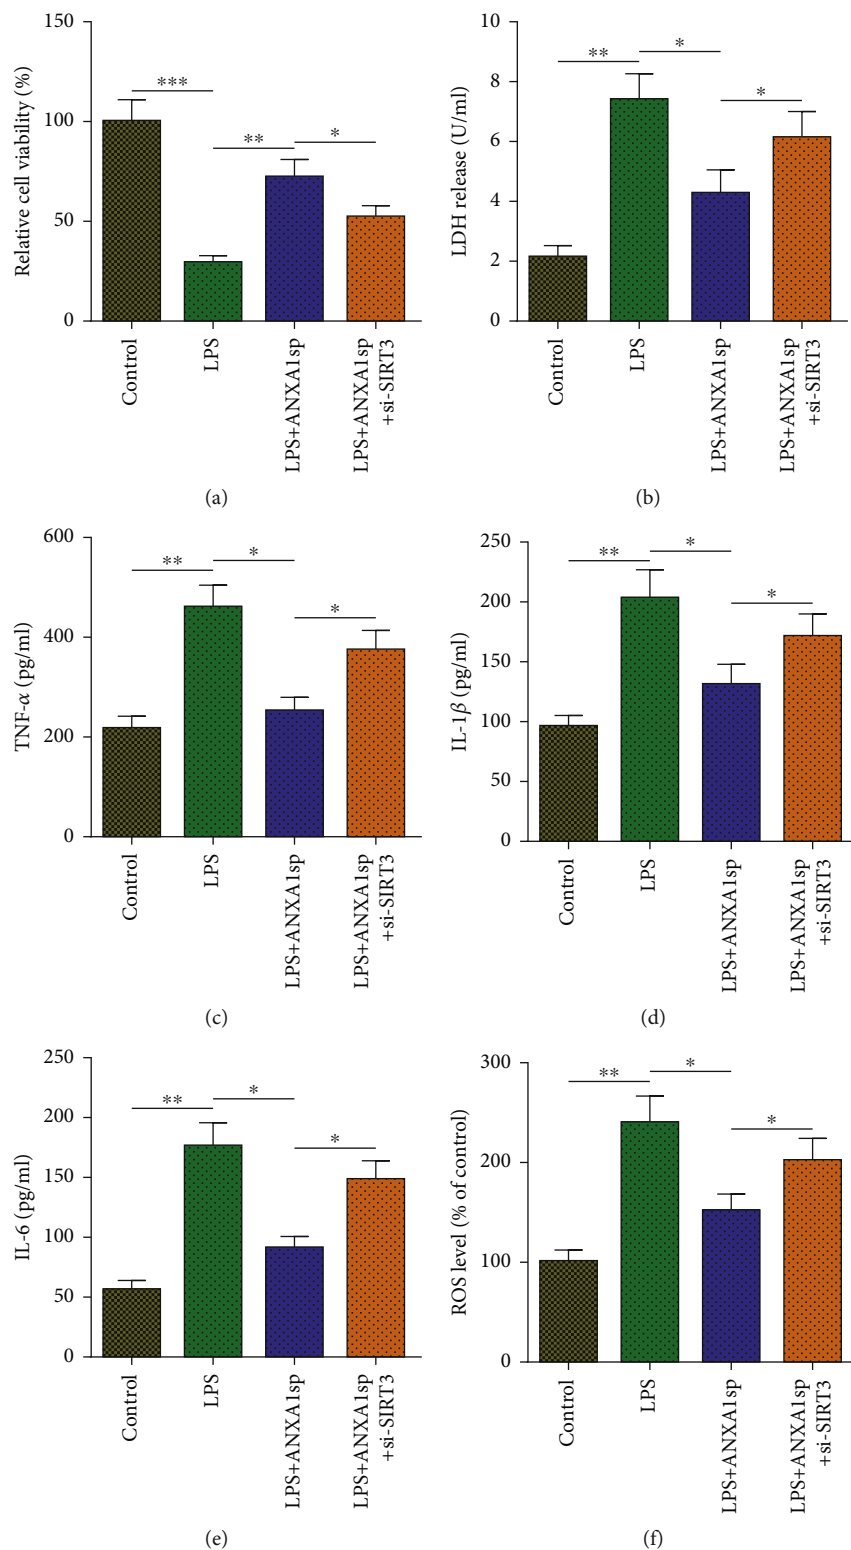 150
100
50
0
Relative cell viability (%)
***
**
*
Control
LPS
LPS+ANXA1sp
LPS+ANXA1sp
+si-SIRT3
(a)
10
8
6
4
2
0
LDH release (U/ml)
**
*
*
Control
LPS
LPS+ANXA1sp
LPS+ANXA1sp
+si-SIRT3
(b)
600
400
200
0
TNF-α (pg/ml)
**
*
*
Control
LPS
LPS+ANXA1sp
LPS+ANXA1sp
+si-SIRT3
(c)
250
200
150
100
50
0
IL-1β (pg/ml)
**
*
*
Control
LPS
LPS+ANXA1sp
LPS+ANXA1sp
+si-SIRT3
(d)
250
200
150
100
50
0
IL-6 (pg/ml)
**
*
*
Control
LPS
LPS+ANXA1sp
LPS+ANXA1sp
+si-SIRT3
(e)
300
200
100
0
ROS level (% of control)
**
*
*
Control
LPS
LPS+ANXA1sp
LPS+ANXA1sp
+si-SIRT3
(f)